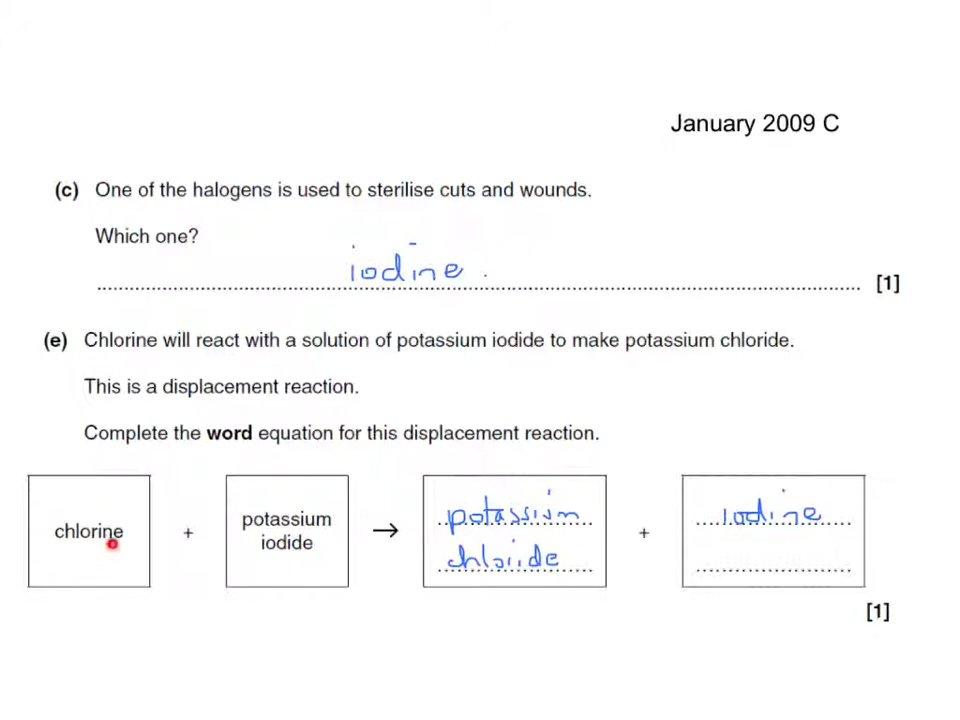 January 2009 C
(c) One of the halogens is used to sterilise cuts and wounds.
Which one?
iodine
[1]
(e) Chlorine will react with a solution of potassium iodide to make potassium chloride.
This is a displacement reaction.
Complete the word equation for this displacement reaction.
chlorine + potassium iodide → potassium chloride + iodine
[1]